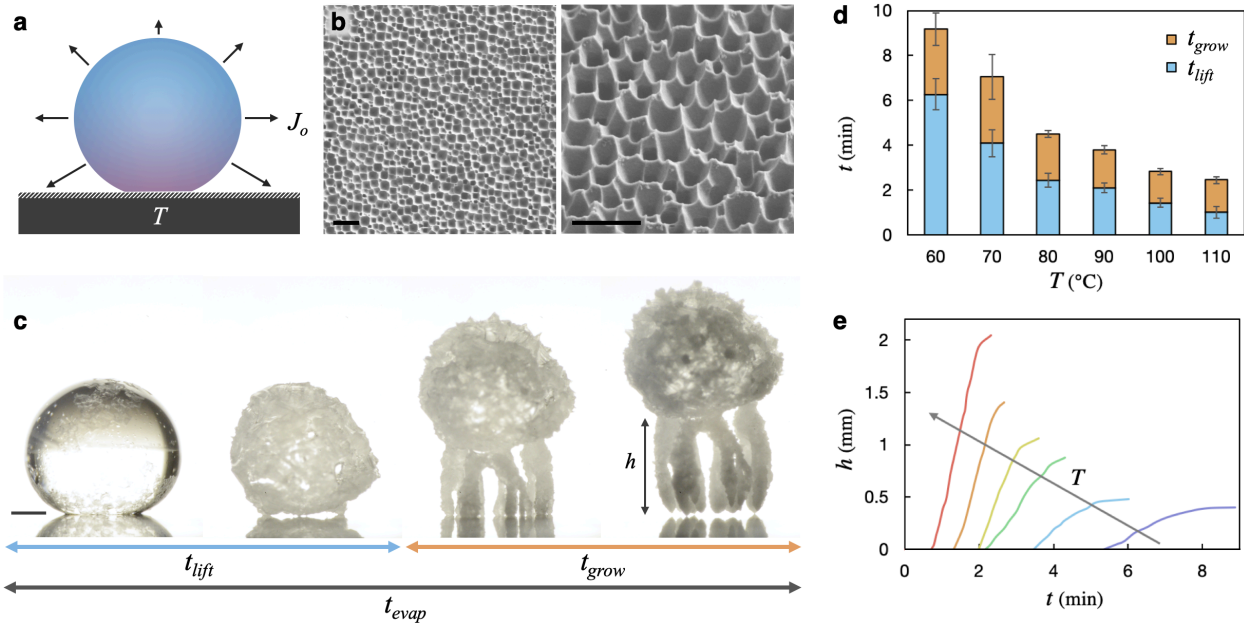 a
J_o
T
b
c
h
t_lift
t_grow
t_evap
d
10
8
6
4
2
0
t (min)
t_grow
t_lift
60 70 80 90 100 110
T (°C)
e
2
1.5
1
0.5
0
h (mm)
T
0 2 4 6 8
t (min)